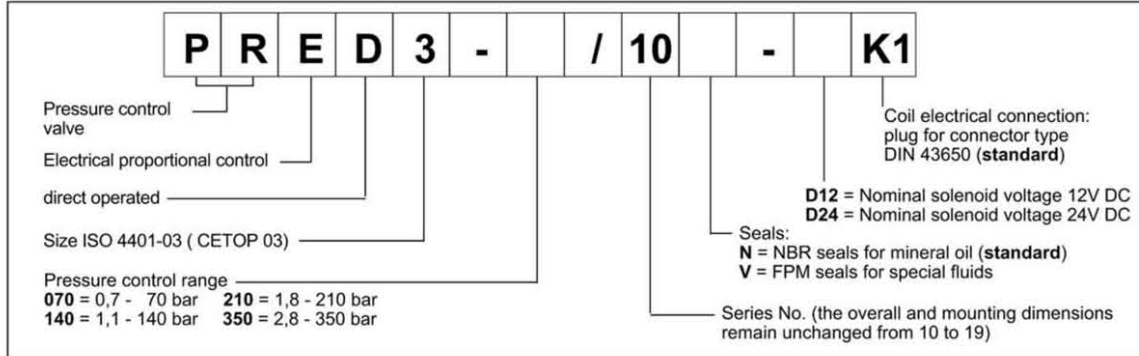 P R E D 3 - / 10 - K1
Pressure control
valve
Electrical proportional control
direct operated
Size ISO 4401-03 ( CETOP 03)
Pressure control range
070 = 0,7 - 70 bar 210 = 1,8 - 210 bar
140 = 1,1 - 140 bar 350 = 2,8 - 350 bar
Coil electrical connection:
plug for connector type
DIN 43650 (standard)
D12 = Nominal solenoid voltage 12V DC
D24 = Nominal solenoid voltage 24V DC
Seals:
N = NBR seals for mineral oil (standard)
V = FPM seals for special fluids
Series No. (the overall and mounting dimensions
remain unchanged from 10 to 19)